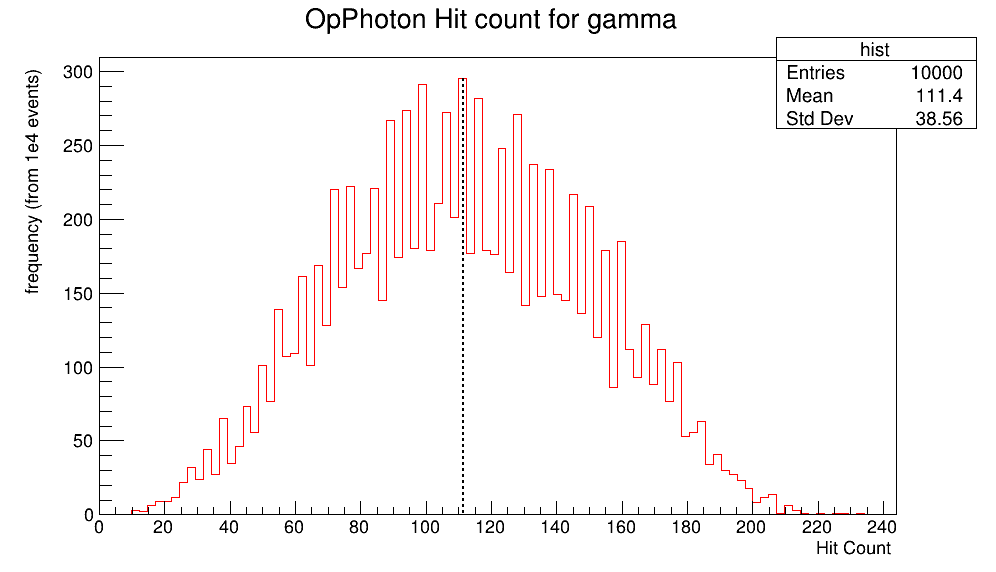 OpPhoton Hit count for gamma
hist
Entries 10000
Mean 111.4
Std Dev 38.56
frequency (from 1e4 events)
300
250
200
150
100
50
0
0 20 40 60 80 100 120 140 160 180 200 220 240
Hit Count